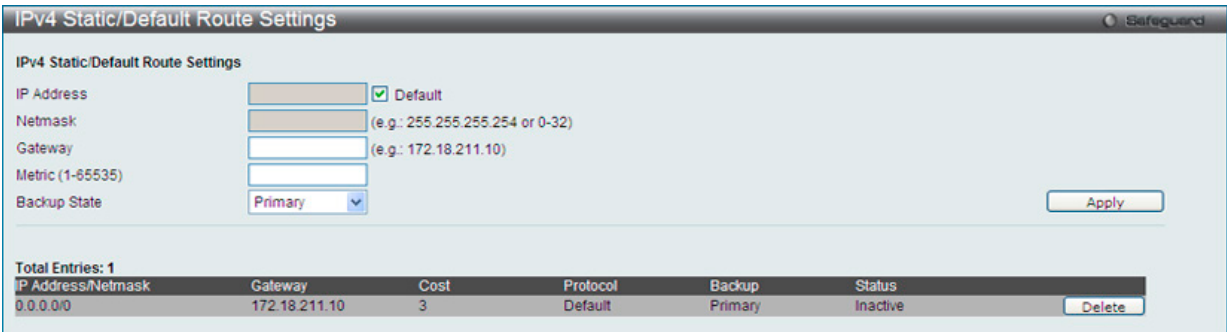 IPv4 Static/Default Route Settings
Safeguard
IPv4 Static/Default Route Settings
IP Address Default
Netmask (e.g.: 255.255.255.254 or 0-32)
Gateway (e.g.: 172.18.211.10)
Metric (1-65535)
Backup State Primary Apply
Total Entries: 1
IP Address/Netmask Gateway Cost Protocol Backup Status
0.0.0.0/0 172.18.211.10 3 Default Primary Inactive Delete